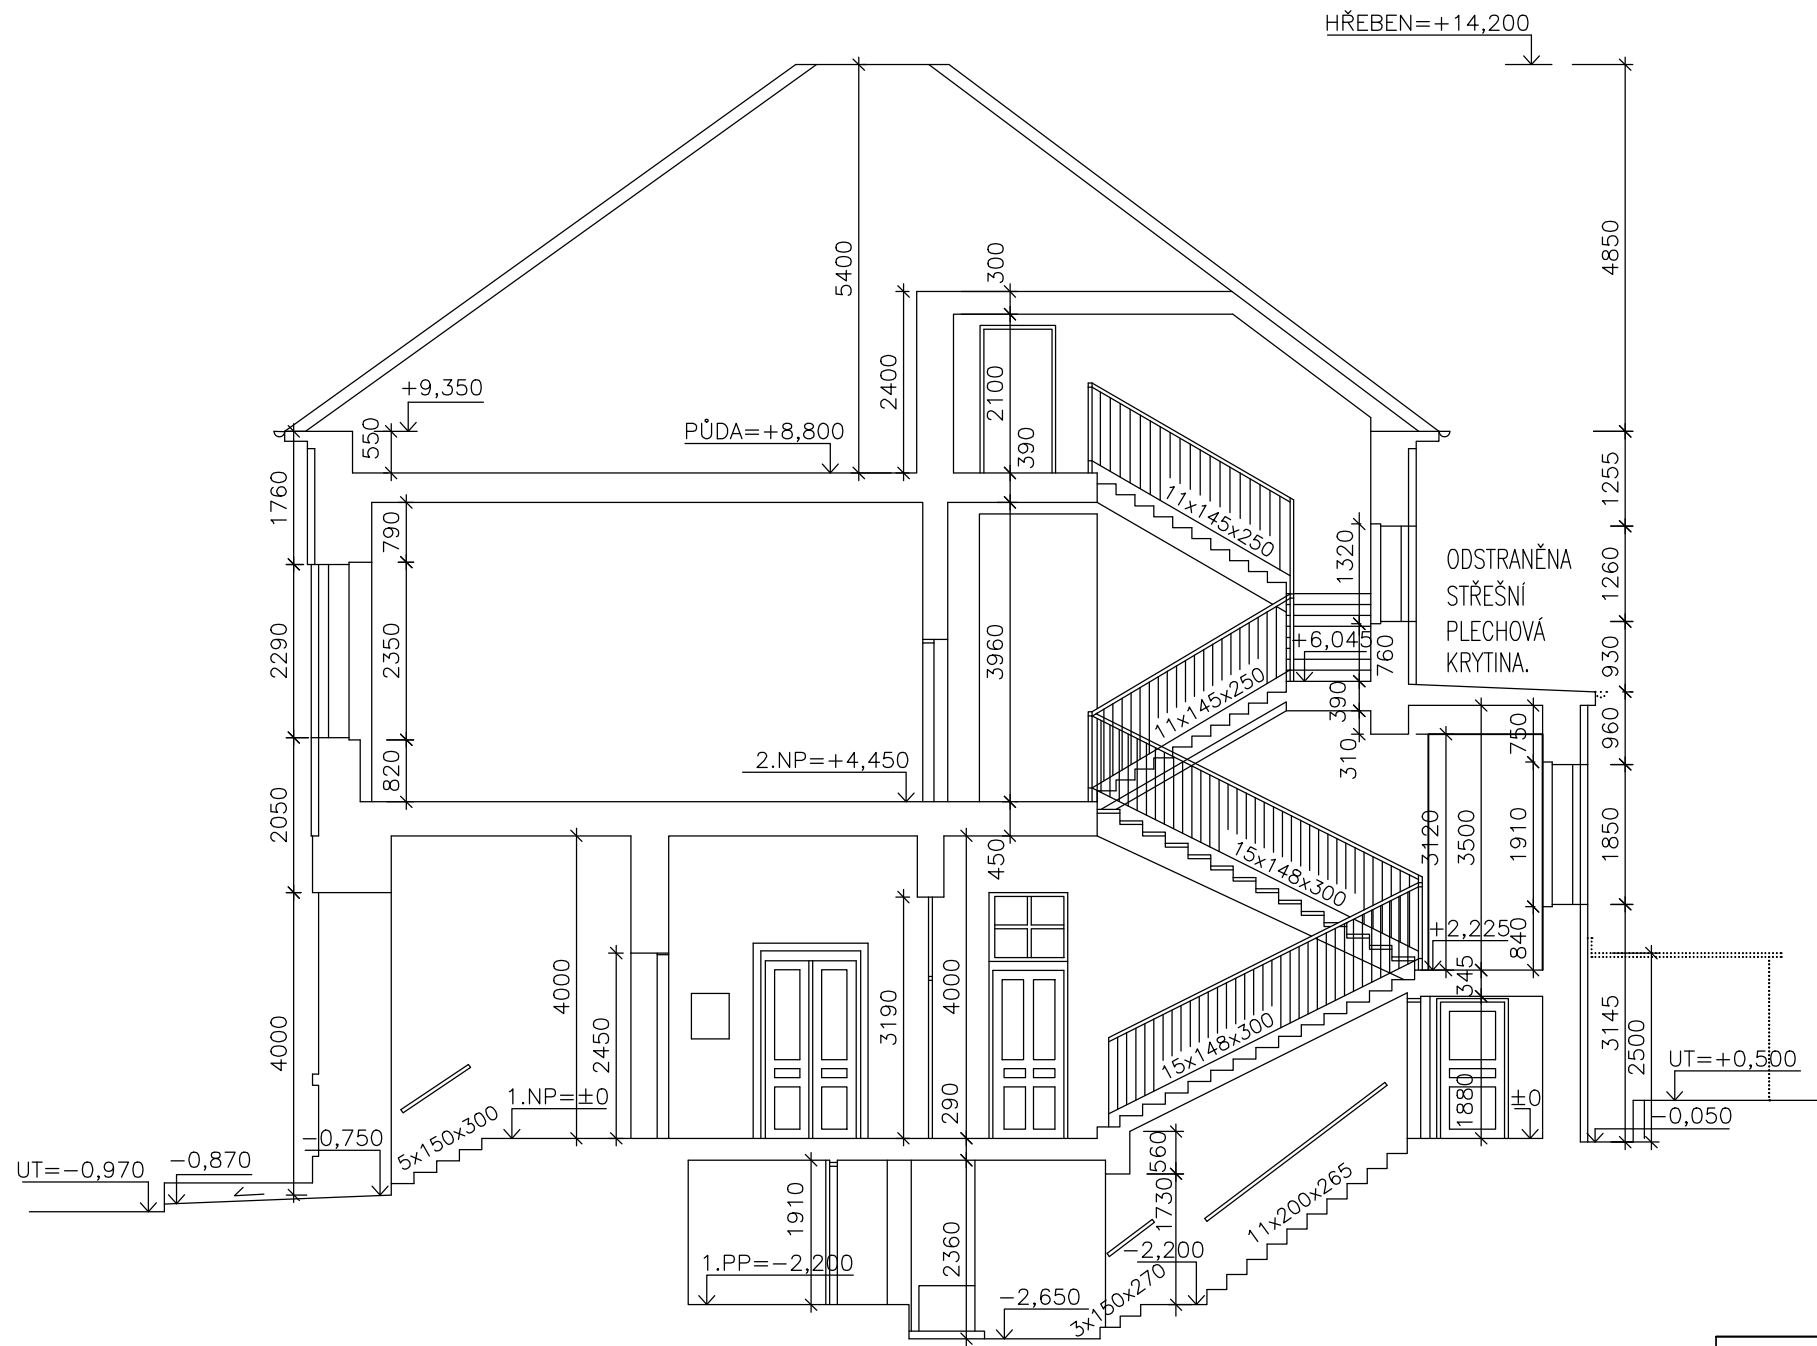 HŘEBEN=+14,200
4850
5400
300
2400
2100
390
+9,350
550
PŮDA=+8,800
1760
790
1255
11x145x250
1320
ODSTRANĚNA
STŘEŠNÍ
PLECHOVÁ
KRYTINA.
1260
2290
2350
3960
+6,045
760
930
11x145x250
390
310
750
960
2.NP=+4,450
820
2050
450
15x148x300
3120
3500
1910
1850
+2,225
840
345
4000
4000
2450
3190
4000
290
15x148x300
3145
2500
UT=+0,500
1880
±0
-0,050
1.NP=±0
5x150x300
-0,750
-0,870
UT=-0,970
560
1730
1910
2360
11x200x265
1.PP=-2,200
-2,200
-2,650
3x150x270